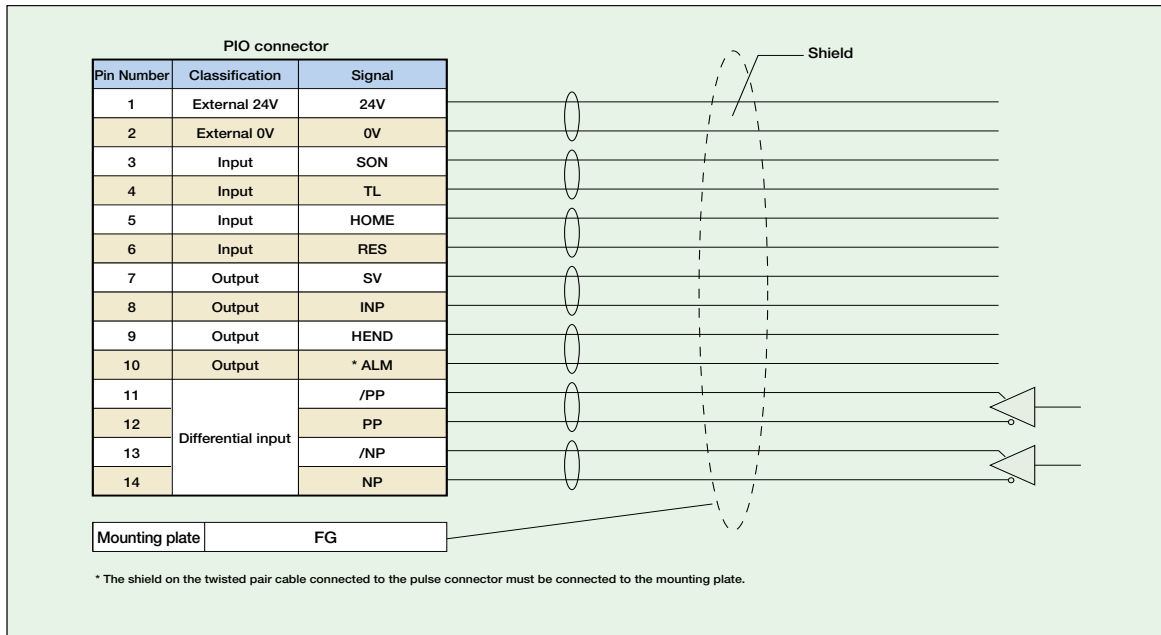 PIO connector
Shield
Pin Number Classification Signal
1 External 24V 24V
2 External 0V 0V
3 Input SON
4 Input TL
5 Input HOME
6 Input RES
7 Output SV
8 Output INP
9 Output HEND
10 Output * ALM
11 /PP
12 PP
Differential input
13 /NP
14 NP
Mounting plate FG
* The shield on the twisted pair cable connected to the pulse connector must be connected to the mounting plate.